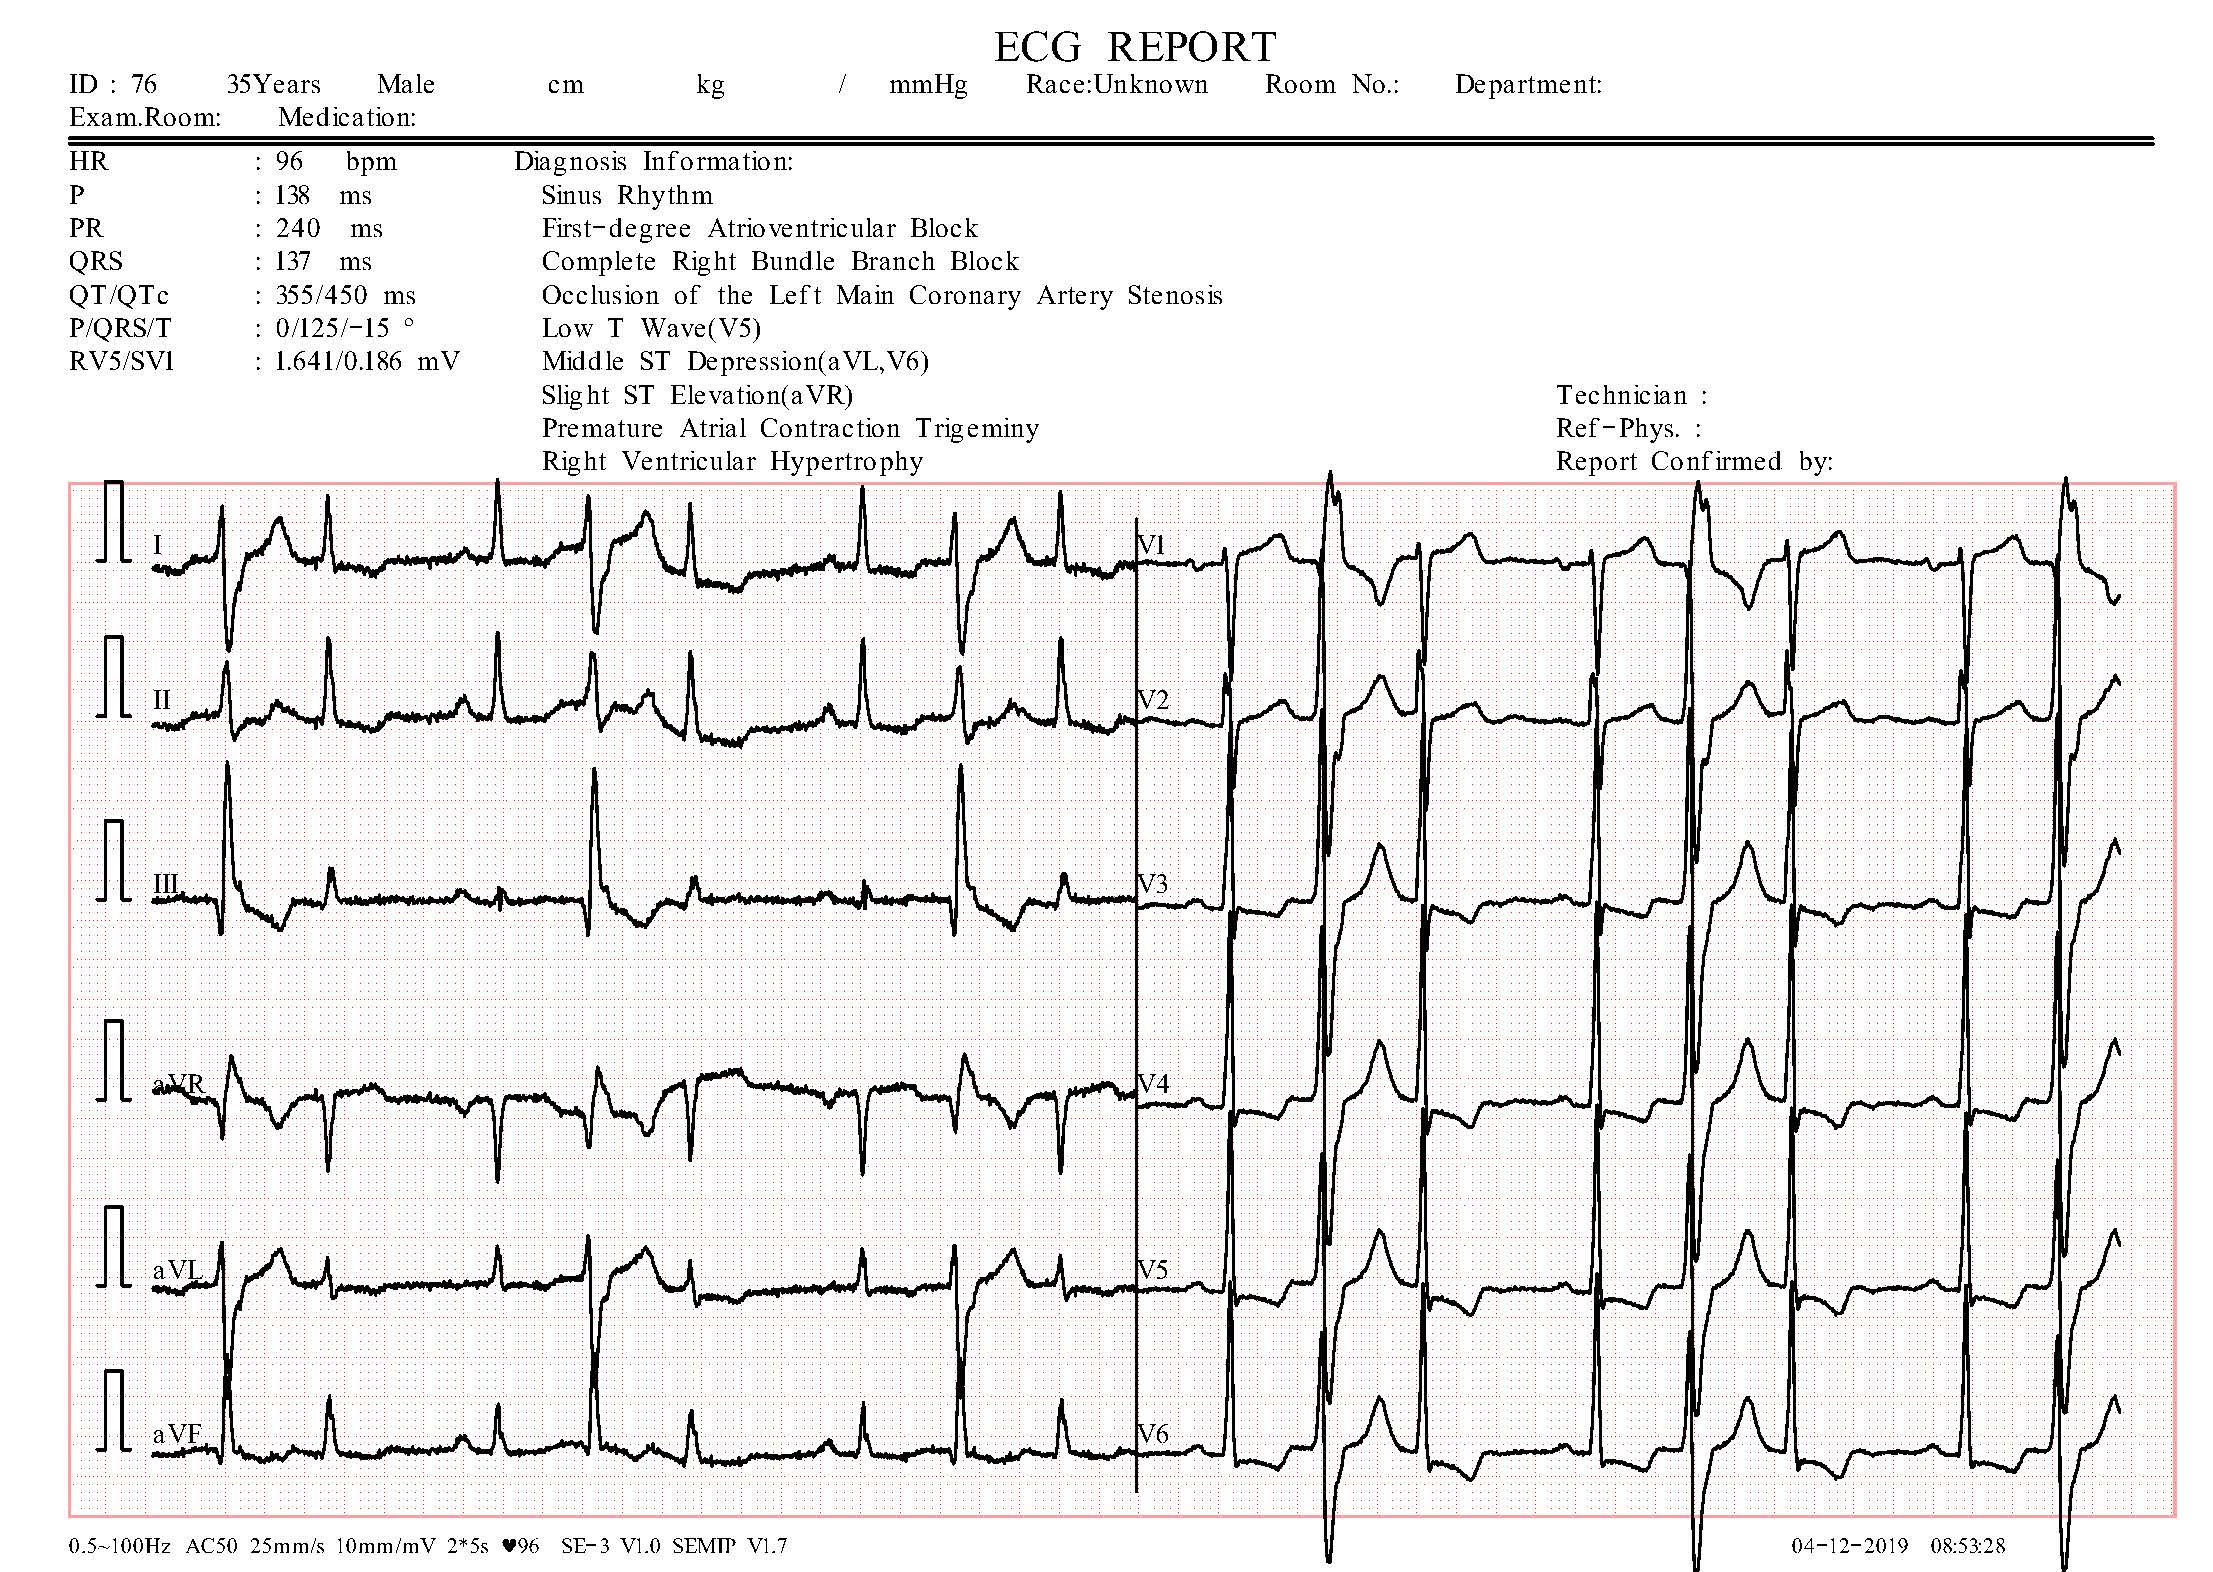 ECG REPORT
ID : 76 35Years Male cm kg / mmHg Race:Unknown Room No.: Department:
Exam.Room: Medication:
HR : 96 bpm Diagnosis Information:
P : 138 ms Sinus Rhythm
PR : 240 ms First-degree Atrioventricular Block
QRS : 137 ms Complete Right Bundle Branch Block
QT/QTc : 355/450 ms Occlusion of the Left Main Coronary Artery Stenosis
P/QRS/T : 0/125/-15 ° Low T Wave(V5)
RV5/SV1 : 1.641/0.186 mV Middle ST Depression(aVL,V6)
Slight ST Elevation(aVR) Technician :
Premature Atrial Contraction Trigeminy Ref-Phys. :
Right Ventricular Hypertrophy Report Confirmed by:
I V1
II V2
III V3
aVR V4
aVL V5
aVF V6
0.5~100Hz AC50 25mm/s 10mm/mV 2*5s ♥96 SE-3 V1.0 SEMIP V1.7 04-12-2019 08:53:28